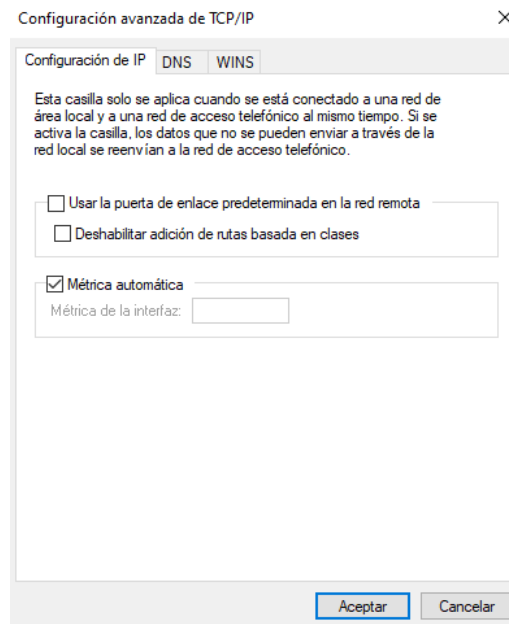 Configuración avanzada de TCP/IP
Configuración de IP DNS WINS
Esta casilla solo se aplica cuando se está conectado a una red de
área local y a una red de acceso telefónico al mismo tiempo. Si se
activa la casilla, los datos que no se pueden enviar a través de la
red local se reenvían a la red de acceso telefónico.
Usar la puerta de enlace predeterminada en la red remota
Deshabilitar adición de rutas basada en clases
Métrica automática
Métrica de la interfaz:
Aceptar Cancelar